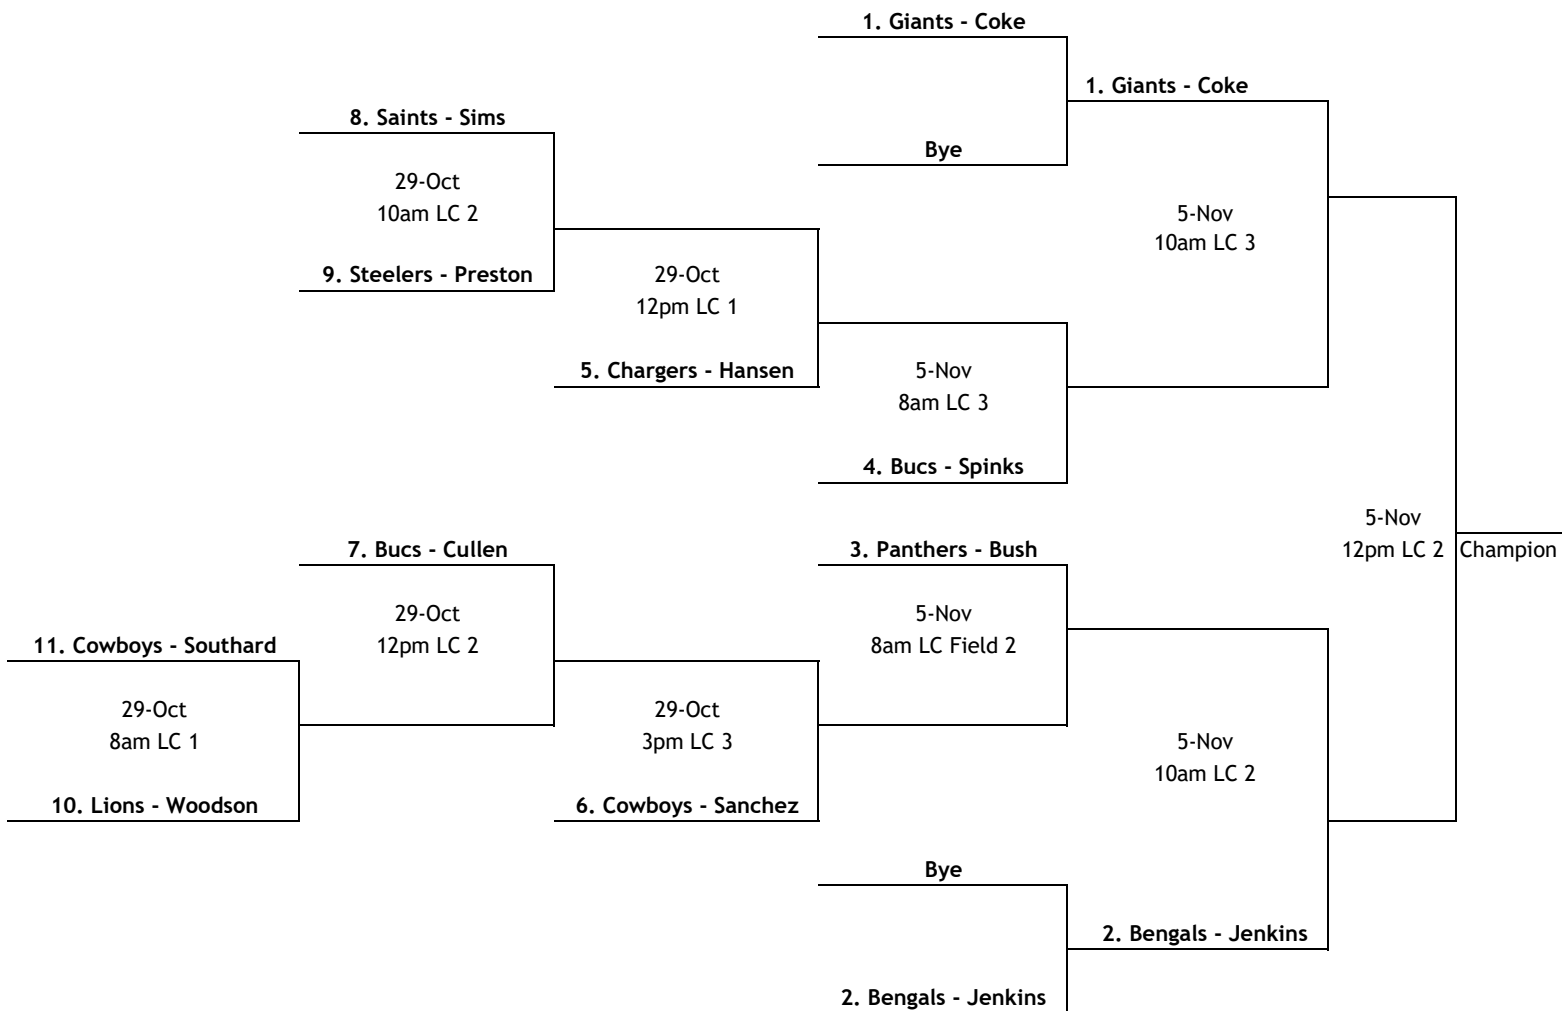 1. Giants - Coke
1. Giants - Coke
8. Saints - Sims
Bye
29-Oct
10am LC 2
5-Nov
10am LC 3
9. Steelers - Preston
29-Oct
12pm LC 1
5. Chargers - Hansen
5-Nov
8am LC 3
4. Bucs - Spinks
5-Nov
12pm LC 2
Champion
7. Bucs - Cullen
3. Panthers - Bush
29-Oct
12pm LC 2
5-Nov
8am LC Field 2
11. Cowboys - Southard
29-Oct
8am LC 1
29-Oct
3pm LC 3
5-Nov
10am LC 2
10. Lions - Woodson
6. Cowboys - Sanchez
Bye
2. Bengals - Jenkins
2. Bengals - Jenkins